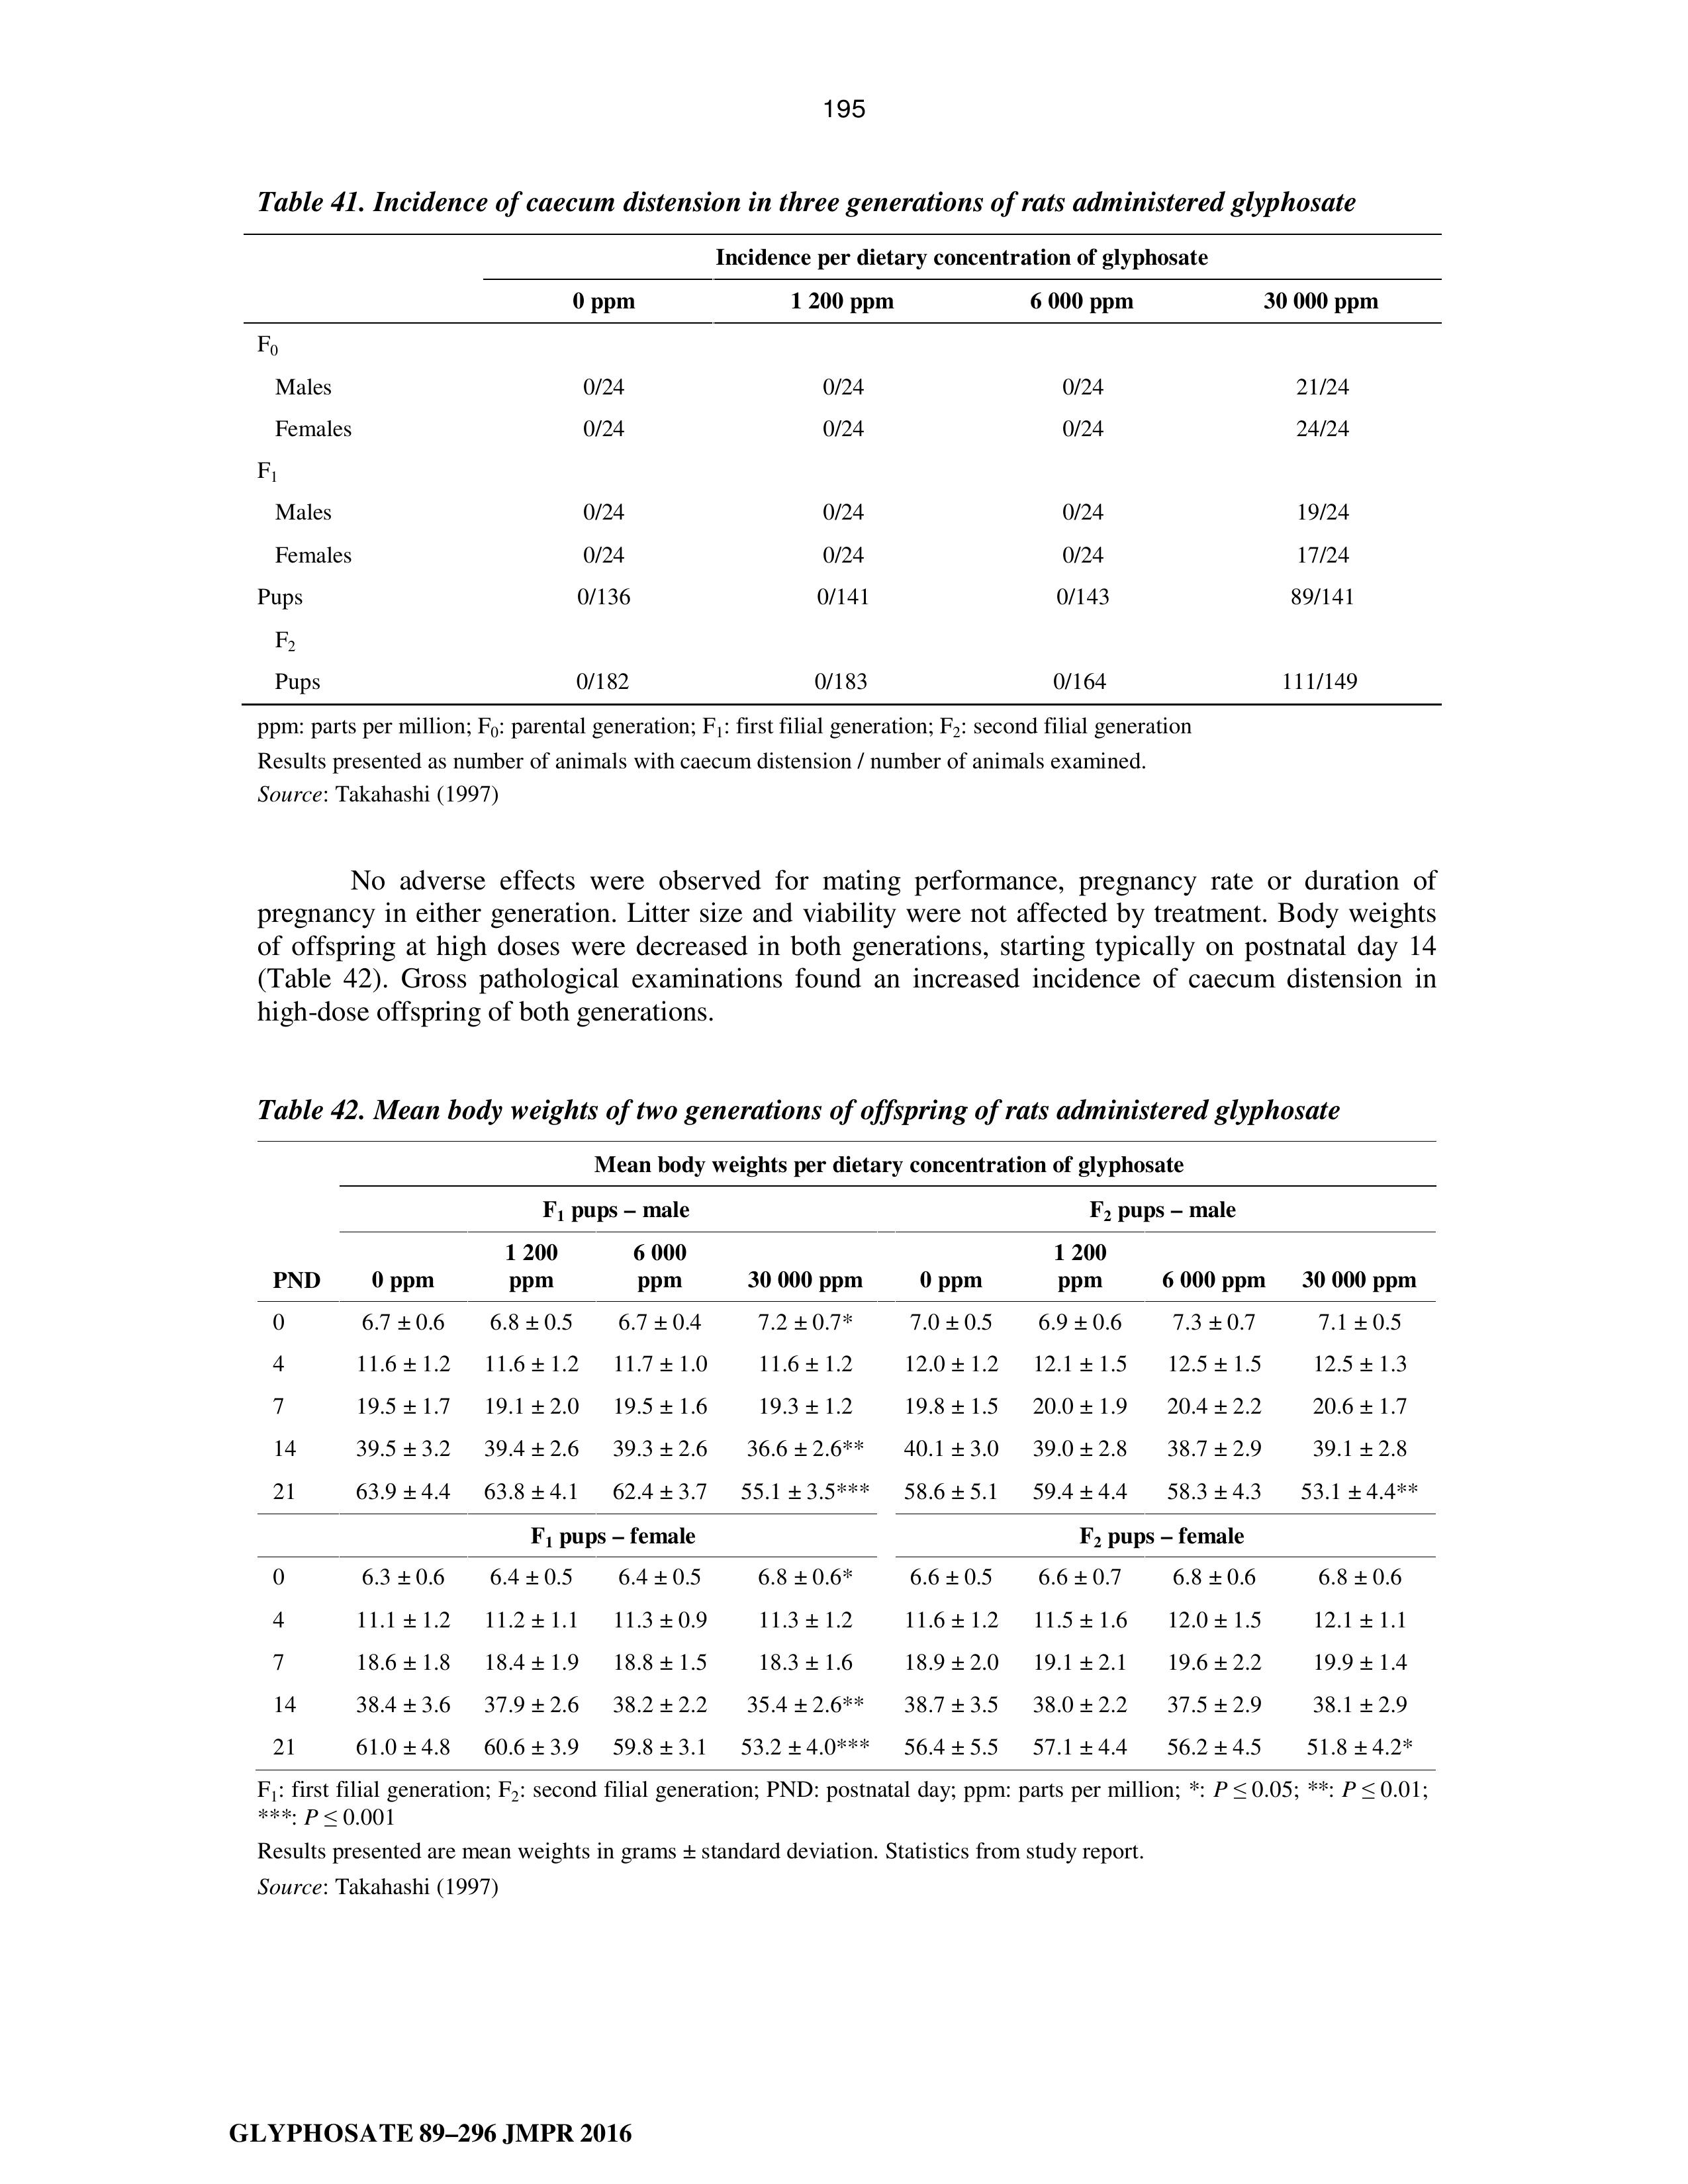 195
Table 41. Incidence of caecum distension in three generations of rats administered glyphosate
Incidence per dietary concentration of glyphosate
0 ppm 1 200 ppm 6 000 ppm 30 000 ppm
F0
Males 0/24 0/24 0/24 21/24
Females 0/24 0/24 0/24 24/24
F1
Males 0/24 0/24 0/24 19/24
Females 0/24 0/24 0/24 17/24
Pups 0/136 0/141 0/143 89/141
F2
Pups 0/182 0/183 0/164 111/149
ppm: parts per million; F0: parental generation; F1: first filial generation; F2: second filial generation
Results presented as number of animals with caecum distension / number of animals examined.
Source: Takahashi (1997)
No adverse effects were observed for mating performance, pregnancy rate or duration of
pregnancy in either generation. Litter size and viability were not affected by treatment. Body weights
of offspring at high doses were decreased in both generations, starting typically on postnatal day 14
(Table 42). Gross pathological examinations found an increased incidence of caecum distension in
high-dose offspring of both generations.
Table 42. Mean body weights of two generations of offspring of rats administered glyphosate
Mean body weights per dietary concentration of glyphosate
F1 pups – male F2 pups – male
1 200 6 000 1 200
PND 0 ppm ppm ppm 30 000 ppm 0 ppm ppm 6 000 ppm 30 000 ppm
0 6.7 ± 0.6 6.8 ± 0.5 6.7 ± 0.4 7.2 ± 0.7* 7.0 ± 0.5 6.9 ± 0.6 7.3 ± 0.7 7.1 ± 0.5
4 11.6 ± 1.2 11.6 ± 1.2 11.7 ± 1.0 11.6 ± 1.2 12.0 ± 1.2 12.1 ± 1.5 12.5 ± 1.5 12.5 ± 1.3
7 19.5 ± 1.7 19.1 ± 2.0 19.5 ± 1.6 19.3 ± 1.2 19.8 ± 1.5 20.0 ± 1.9 20.4 ± 2.2 20.6 ± 1.7
14 39.5 ± 3.2 39.4 ± 2.6 39.3 ± 2.6 36.6 ± 2.6** 40.1 ± 3.0 39.0 ± 2.8 38.7 ± 2.9 39.1 ± 2.8
21 63.9 ± 4.4 63.8 ± 4.1 62.4 ± 3.7 55.1 ± 3.5*** 58.6 ± 5.1 59.4 ± 4.4 58.3 ± 4.3 53.1 ± 4.4**
F1 pups – female F2 pups – female
0 6.3 ± 0.6 6.4 ± 0.5 6.4 ± 0.5 6.8 ± 0.6* 6.6 ± 0.5 6.6 ± 0.7 6.8 ± 0.6 6.8 ± 0.6
4 11.1 ± 1.2 11.2 ± 1.1 11.3 ± 0.9 11.3 ± 1.2 11.6 ± 1.2 11.5 ± 1.6 12.0 ± 1.5 12.1 ± 1.1
7 18.6 ± 1.8 18.4 ± 1.9 18.8 ± 1.5 18.3 ± 1.6 18.9 ± 2.0 19.1 ± 2.1 19.6 ± 2.2 19.9 ± 1.4
14 38.4 ± 3.6 37.9 ± 2.6 38.2 ± 2.2 35.4 ± 2.6** 38.7 ± 3.5 38.0 ± 2.2 37.5 ± 2.9 38.1 ± 2.9
21 61.0 ± 4.8 60.6 ± 3.9 59.8 ± 3.1 53.2 ± 4.0*** 56.4 ± 5.5 57.1 ± 4.4 56.2 ± 4.5 51.8 ± 4.2*
F1: first filial generation; F2: second filial generation; PND: postnatal day; ppm: parts per million; *: P ≤ 0.05; **: P ≤ 0.01;
***: P ≤ 0.001
Results presented are mean weights in grams ± standard deviation. Statistics from study report.
Source: Takahashi (1997)
GLYPHOSATE 89–296 JMPR 2016